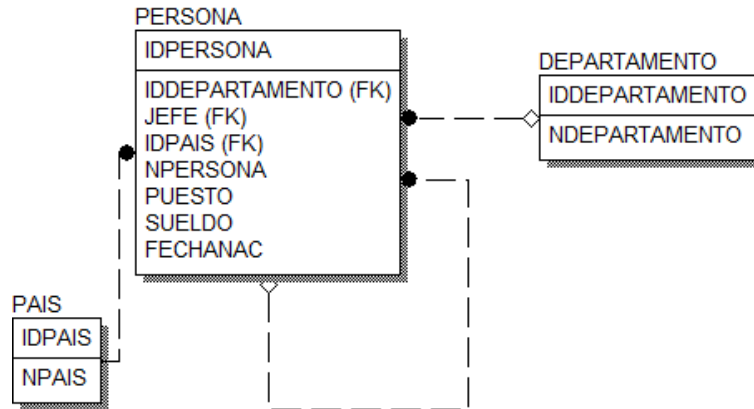 PERSONA
IDPERSONA
IDDEPARTAMENTO (FK)
JEFE (FK)
IDPAIS (FK)
NPERSONA
PUESTO
SUELDO
FECHANAC
DEPARTAMENTO
IDDEPARTAMENTO
NDEPARTAMENTO
PAIS
IDPAIS
NPAIS